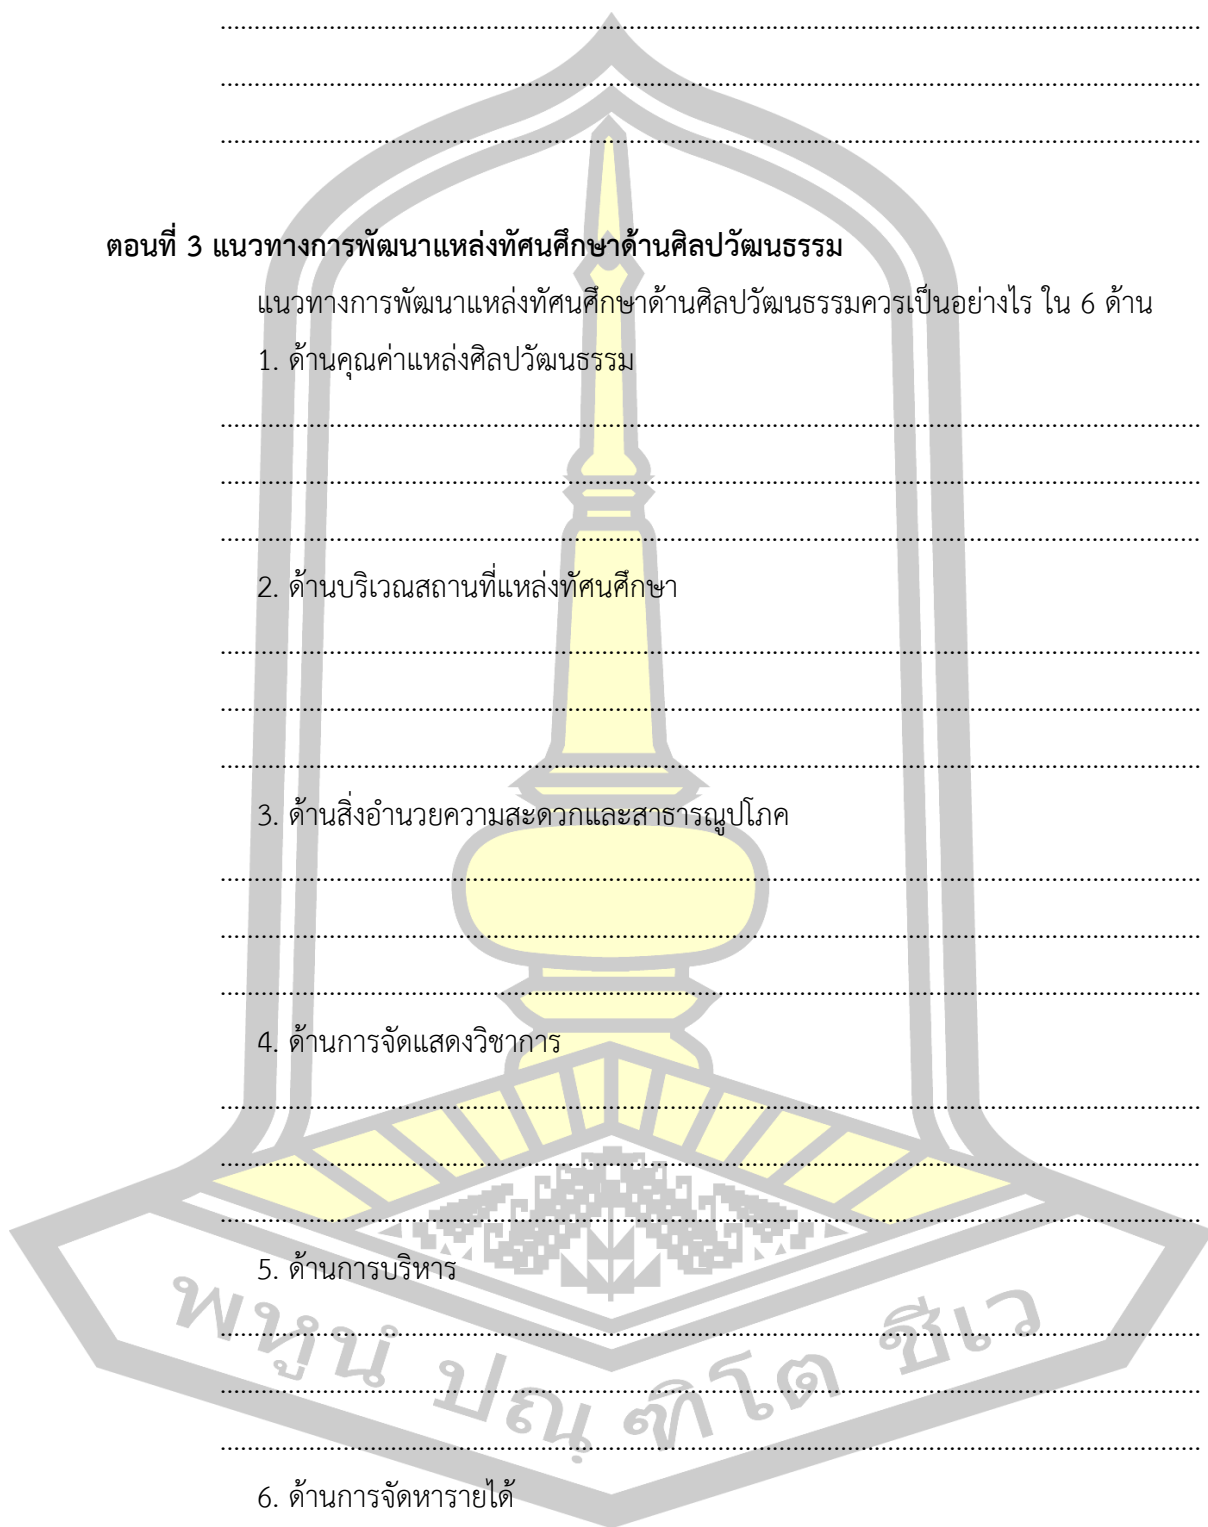 ................................................................................
................................................................................
................................................................................
ตอนที่ 3 แนวทางการพัฒนาแหล่งทัศนศึกษาด้านศิลปวัฒนธรรม
แนวทางการพัฒนาแหล่งทัศนศึกษาด้านศิลปวัฒนธรรมควรเป็นอย่างไร ใน 6 ด้าน
1. ด้านคุณค่าแหล่งศิลปวัฒนธรรม
................................................................................
................................................................................
................................................................................
2. ด้านบริเวณสถานที่แหล่งทัศนศึกษา
................................................................................
................................................................................
................................................................................
3. ด้านสิ่งอำนวยความสะดวกและสาธารณูปโภค
................................................................................
................................................................................
................................................................................
4. ด้านการจัดแสดงวิชาการ
................................................................................
................................................................................
................................................................................
5. ด้านการบริหาร
................................................................................
................................................................................
................................................................................
พหูนํ ปณฺฑิโต ชีเว
6. ด้านการจัดหารายได้